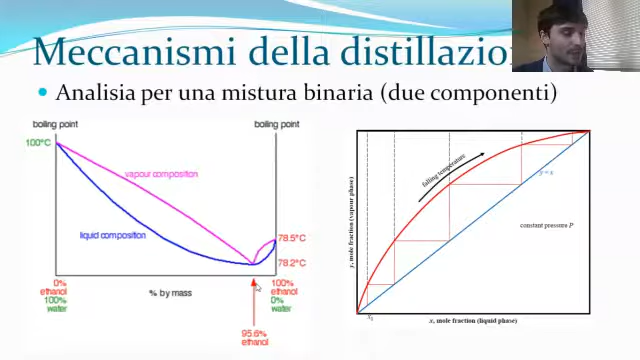 Meccanismi della distillazion
• Analisia per una mistura binaria (due componenti)
boiling point
boiling point
100°C
vapour composition
liquid composition
78.5°C
78.2°C
0%
ethanol
100%
water
% by mass
100%
ethanol
0%
water
95.6%
ethanol
falling temperature
y = x
constant pressure P
y, mole fraction (vapour phase)
x, mole fraction (liquid phase)